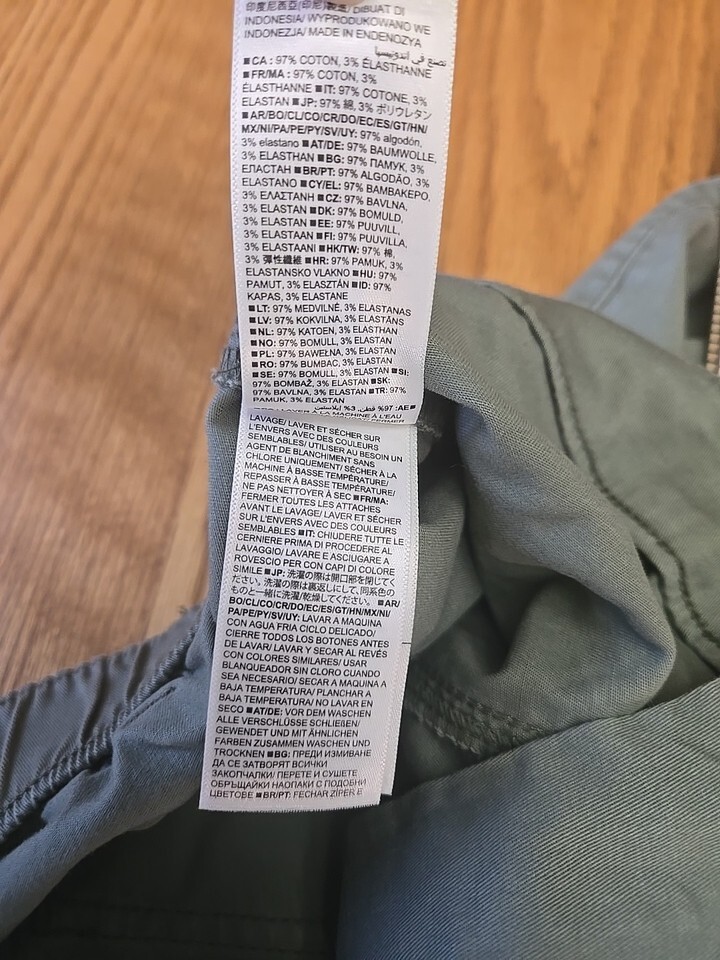 印度尼西亞(印尼)製造/ DIBUAT DI
INDONESIA/ WYPRODUKOWANO WE
INDONEZJA/ MADE IN ENDENOZYA
تصنع في اندونيسيا
■CA : 97% COTON, 3% ÉLASTHANNE
■FR/MA : 97% COTON, 3%
ÉLASTHANNE ■IT: 97% COTONE, 3%
ELASTAN ■JP: 97% 綿, 3% ポリウレタン
■AR/BO/CL/CO/CR/DO/EC/ES/GT/HN/
MX/NI/PA/PE/PY/SV/UY: 97% algodón,
3% elastano ■AT/DE: 97% BAUMWOLLE,
3% ELASTHAN ■BG: 97% ПАМУК, 3%
ЕЛАСТАН ■BR/PT: 97% ALGODÃO, 3%
ELASTANO ■CY/EL: 97% ΒΑΜΒΑΚΕΡΟ,
3% ΕΛΑΣΤΑΝΗ ■CZ: 97% BAVLNA,
3% ELASTAN ■DK: 97% BOMULD,
3% ELASTAN ■EE: 97% PUUVILL,
3% ELASTAAN ■FI: 97% PUUVILLA,
3% ELASTAANI ■HK/TW: 97% 棉,
3% 彈性纖維 ■HR: 97% PAMUK, 3%
ELASTANSKO VLAKNO ■HU: 97%
PAMUT, 3% ELASZTÁN ■ID: 97%
KAPAS, 3% ELASTANE
■LT: 97% MEDVILNĖ, 3% ELASTANAS
■LV: 97% KOKVILNA, 3% ELASTĀNS
■NL: 97% KATOEN, 3% ELASTHAN
■NO: 97% BOMULL, 3% ELASTAN
■PL: 97% BAWEŁNA, 3% ELASTAN
■RO: 97% BUMBAC, 3% ELASTAN
■SE: 97% BOMULL, 3% ELASTAN ■SI:
97% BOMBAŽ, 3% ELASTAN ■SK:
97% BAVLNA, 3% ELASTAN ■TR: 97%
PAMUK, 3% ELASTAN
■AE: 97% قطن, 3% إيلاستين
LAVER À LA MACHINE À L'EAU
LAVAGE/ LAVER ET SÉCHER SUR
L'ENVERS AVEC DES COULEURS
SEMBLABLES/ UTILISER AU BESOIN UN
AGENT DE BLANCHIMENT SANS
CHLORE UNIQUEMENT/ SÉCHER À LA
MACHINE À BASSE TEMPÉRATURE/
REPASSER À BASSE TEMPÉRATURE/
NE PAS NETTOYER À SEC ■FR/MA:
FERMER TOUTES LES ATTACHES
AVANT LE LAVAGE/ LAVER ET SÉCHER
SUR L'ENVERS AVEC DES COULEURS
SEMBLABLES ■IT: CHIUDERE TUTTE LE
CERNIERE PRIMA DI PROCEDERE AL
LAVAGGIO/ LAVARE E ASCIUGARE A
ROVESCIO PER CON CAPI DI COLORE
SIMILE ■JP: 洗濯の際は開口部を閉じてく
ださい。洗濯の際は裏返しにして、同系色の
ものと一緒に洗濯/乾燥してください。 ■AR/
BO/CL/CO/CR/DO/EC/ES/GT/HN/MX/NI/
PA/PE/PY/SV/UY: LAVAR A MAQUINA
CON AGUA FRIA CICLO DELICADO/
CIERRE TODOS LOS BOTONES ANTES
DE LAVAR/ LAVAR Y SECAR AL REVÉS
CON COLORES SIMILARES/ USAR
BLANQUEADOR SIN CLORO CUANDO
SEA NECESARIO/ SECAR A MAQUINA A
BAJA TEMPERATURA/ PLANCHAR A
BAJA TEMPERATURA/ NO LAVAR EN
SECO ■AT/DE: VOR DEM WASCHEN
ALLE VERSCHLÜSSE SCHLIEßEN/
GEWENDET UND MIT ÄHNLICHEN
FARBEN ZUSAMMEN WASCHEN UND
TROCKNEN ■BG: ПРЕДИ ИЗМИВАНЕ
ДА СЕ ЗАТВОРЯТ ВСИЧКИ
ЗАКОПЧАЛКИ/ ПЕРЕТЕ И СУШЕТЕ
ОБРЪЩАЙКИ НАОПАКИ С ПОДОБНИ
ЦВЕТОВЕ ■BR/PT: FECHAR ZÍPER E